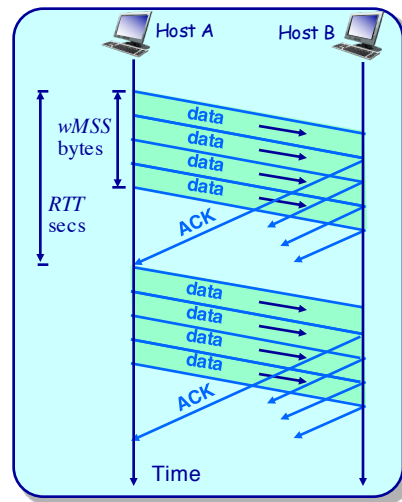 Host A
Host B
wMSS
bytes
RTT
secs
data
data
data
data
ACK
data
data
data
data
ACK
Time